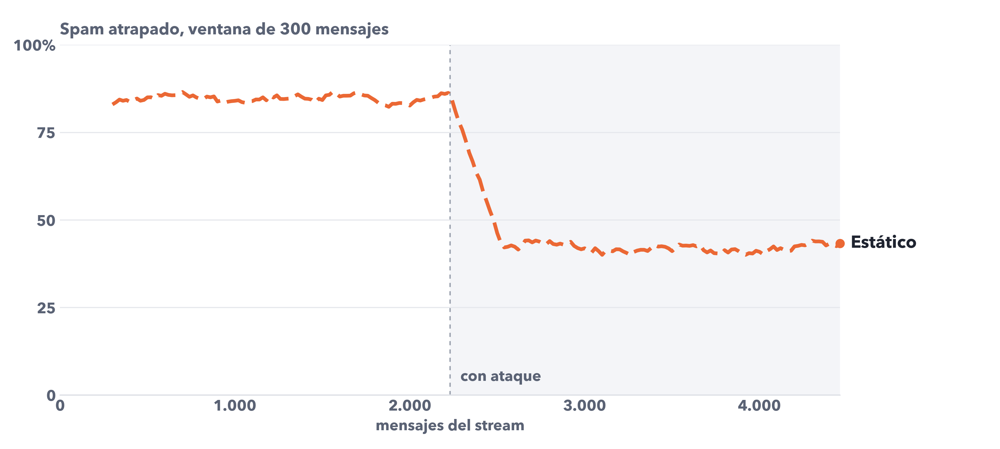 Spam atrapado, ventana de 300 mensajes
100%
75
50
25
0
Estático
con ataque
0 1.000 2.000 3.000 4.000
mensajes del stream